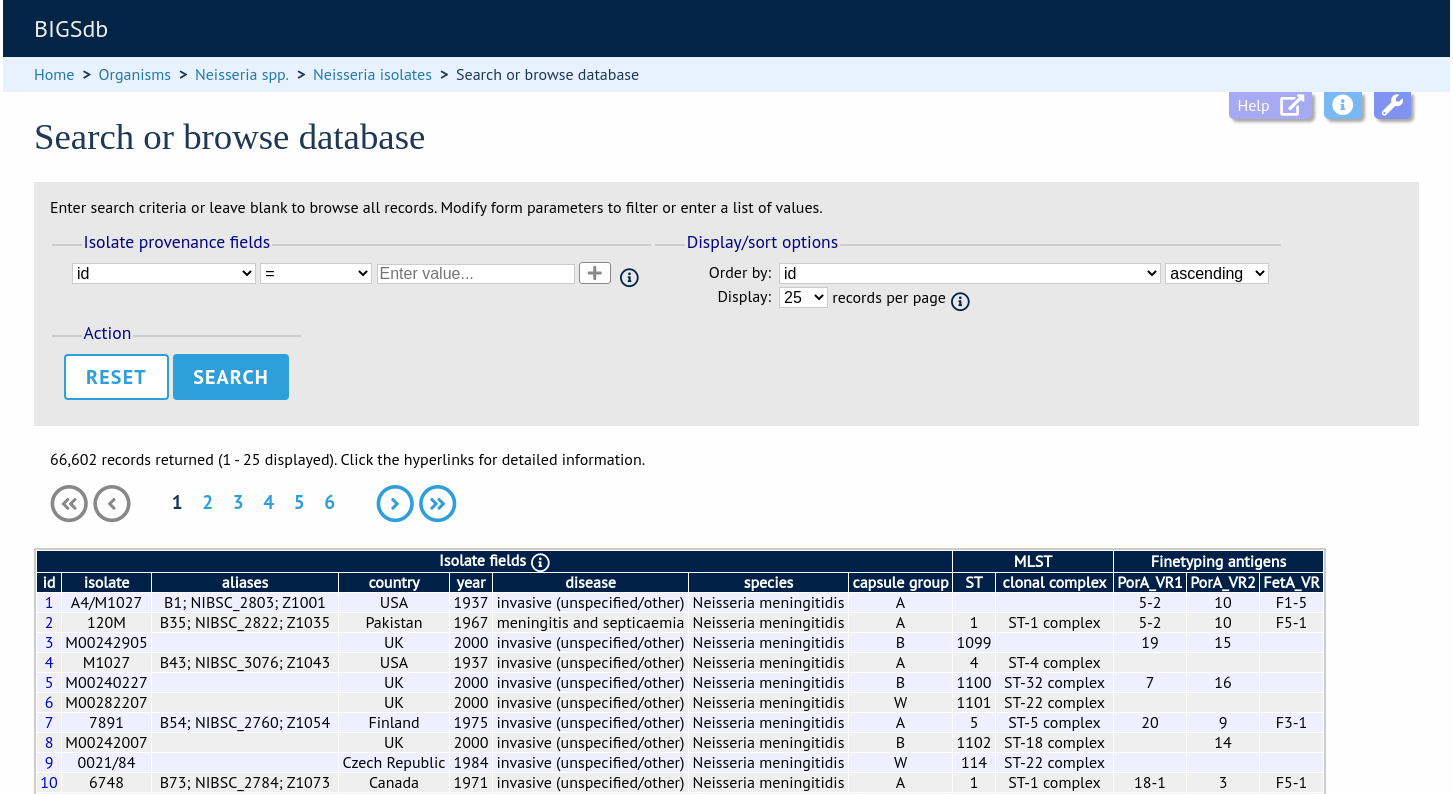 BIGSdb
Home > Organisms > Neisseria spp. > Neisseria isolates > Search or browse database
Help
Search or browse database
Enter search criteria or leave blank to browse all records. Modify form parameters to filter or enter a list of values.
Isolate provenance fields
id = Enter value...
Display/sort options
Order by: id ascending
Display: 25 records per page
Action
RESET SEARCH
66,602 records returned (1 - 25 displayed). Click the hyperlinks for detailed information.
1 2 3 4 5 6
Isolate fields MLST Finetyping antigens
id isolate aliases country year disease species capsule group ST clonal complex PorA_VR1 PorA_VR2 FetA_VR
1 A4/M1027 B1; NIBSC_2803; Z1001 USA 1937 invasive (unspecified/other) Neisseria meningitidis A 5-2 10 F1-5
2 120M B35; NIBSC_2822; Z1035 Pakistan 1967 meningitis and septicaemia Neisseria meningitidis A 1 ST-1 complex 5-2 10 F5-1
3 M00242905 UK 2000 invasive (unspecified/other) Neisseria meningitidis B 1099 19 15
4 M1027 B43; NIBSC_3076; Z1043 USA 1937 invasive (unspecified/other) Neisseria meningitidis A 4 ST-4 complex
5 M00240227 UK 2000 invasive (unspecified/other) Neisseria meningitidis B 1100 ST-32 complex 7 16
6 M00282207 UK 2000 invasive (unspecified/other) Neisseria meningitidis W 1101 ST-22 complex
7 7891 B54; NIBSC_2760; Z1054 Finland 1975 invasive (unspecified/other) Neisseria meningitidis A 5 ST-5 complex 20 9 F3-1
8 M00242007 UK 2000 invasive (unspecified/other) Neisseria meningitidis B 1102 ST-18 complex 14
9 0021/84 Czech Republic 1984 invasive (unspecified/other) Neisseria meningitidis W 114 ST-22 complex
10 6748 B73; NIBSC_2784; Z1073 Canada 1971 invasive (unspecified/other) Neisseria meningitidis A 1 ST-1 complex 18-1 3 F5-1